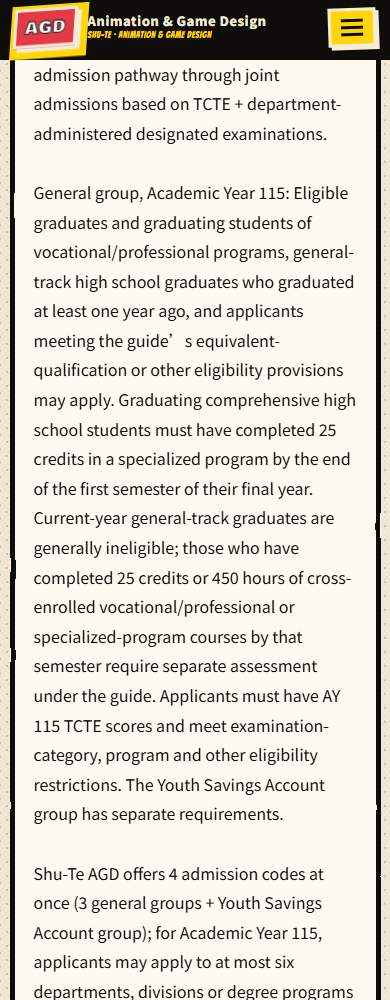 AGD
Animation & Game Design
SHU-TE • ANIMATION & GAME DESIGN
admission pathway through joint
admissions based on TCTE + department-
administered designated examinations.
General group, Academic Year 115: Eligible
graduates and graduating students of
vocational/professional programs, general-
track high school graduates who graduated
at least one year ago, and applicants
meeting the guide’s equivalent-
qualification or other eligibility provisions
may apply. Graduating comprehensive high
school students must have completed 25
credits in a specialized program by the end
of the first semester of their final year.
Current-year general-track graduates are
generally ineligible; those who have
completed 25 credits or 450 hours of cross-
enrolled vocational/professional or
specialized-program courses by that
semester require separate assessment
under the guide. Applicants must have AY
115 TCTE scores and meet examination-
category, program and other eligibility
restrictions. The Youth Savings Account
group has separate requirements.
Shu-Te AGD offers 4 admission codes at
once (3 general groups + Youth Savings
Account group); for Academic Year 115,
applicants may apply to at most six
departments, divisions or degree programs